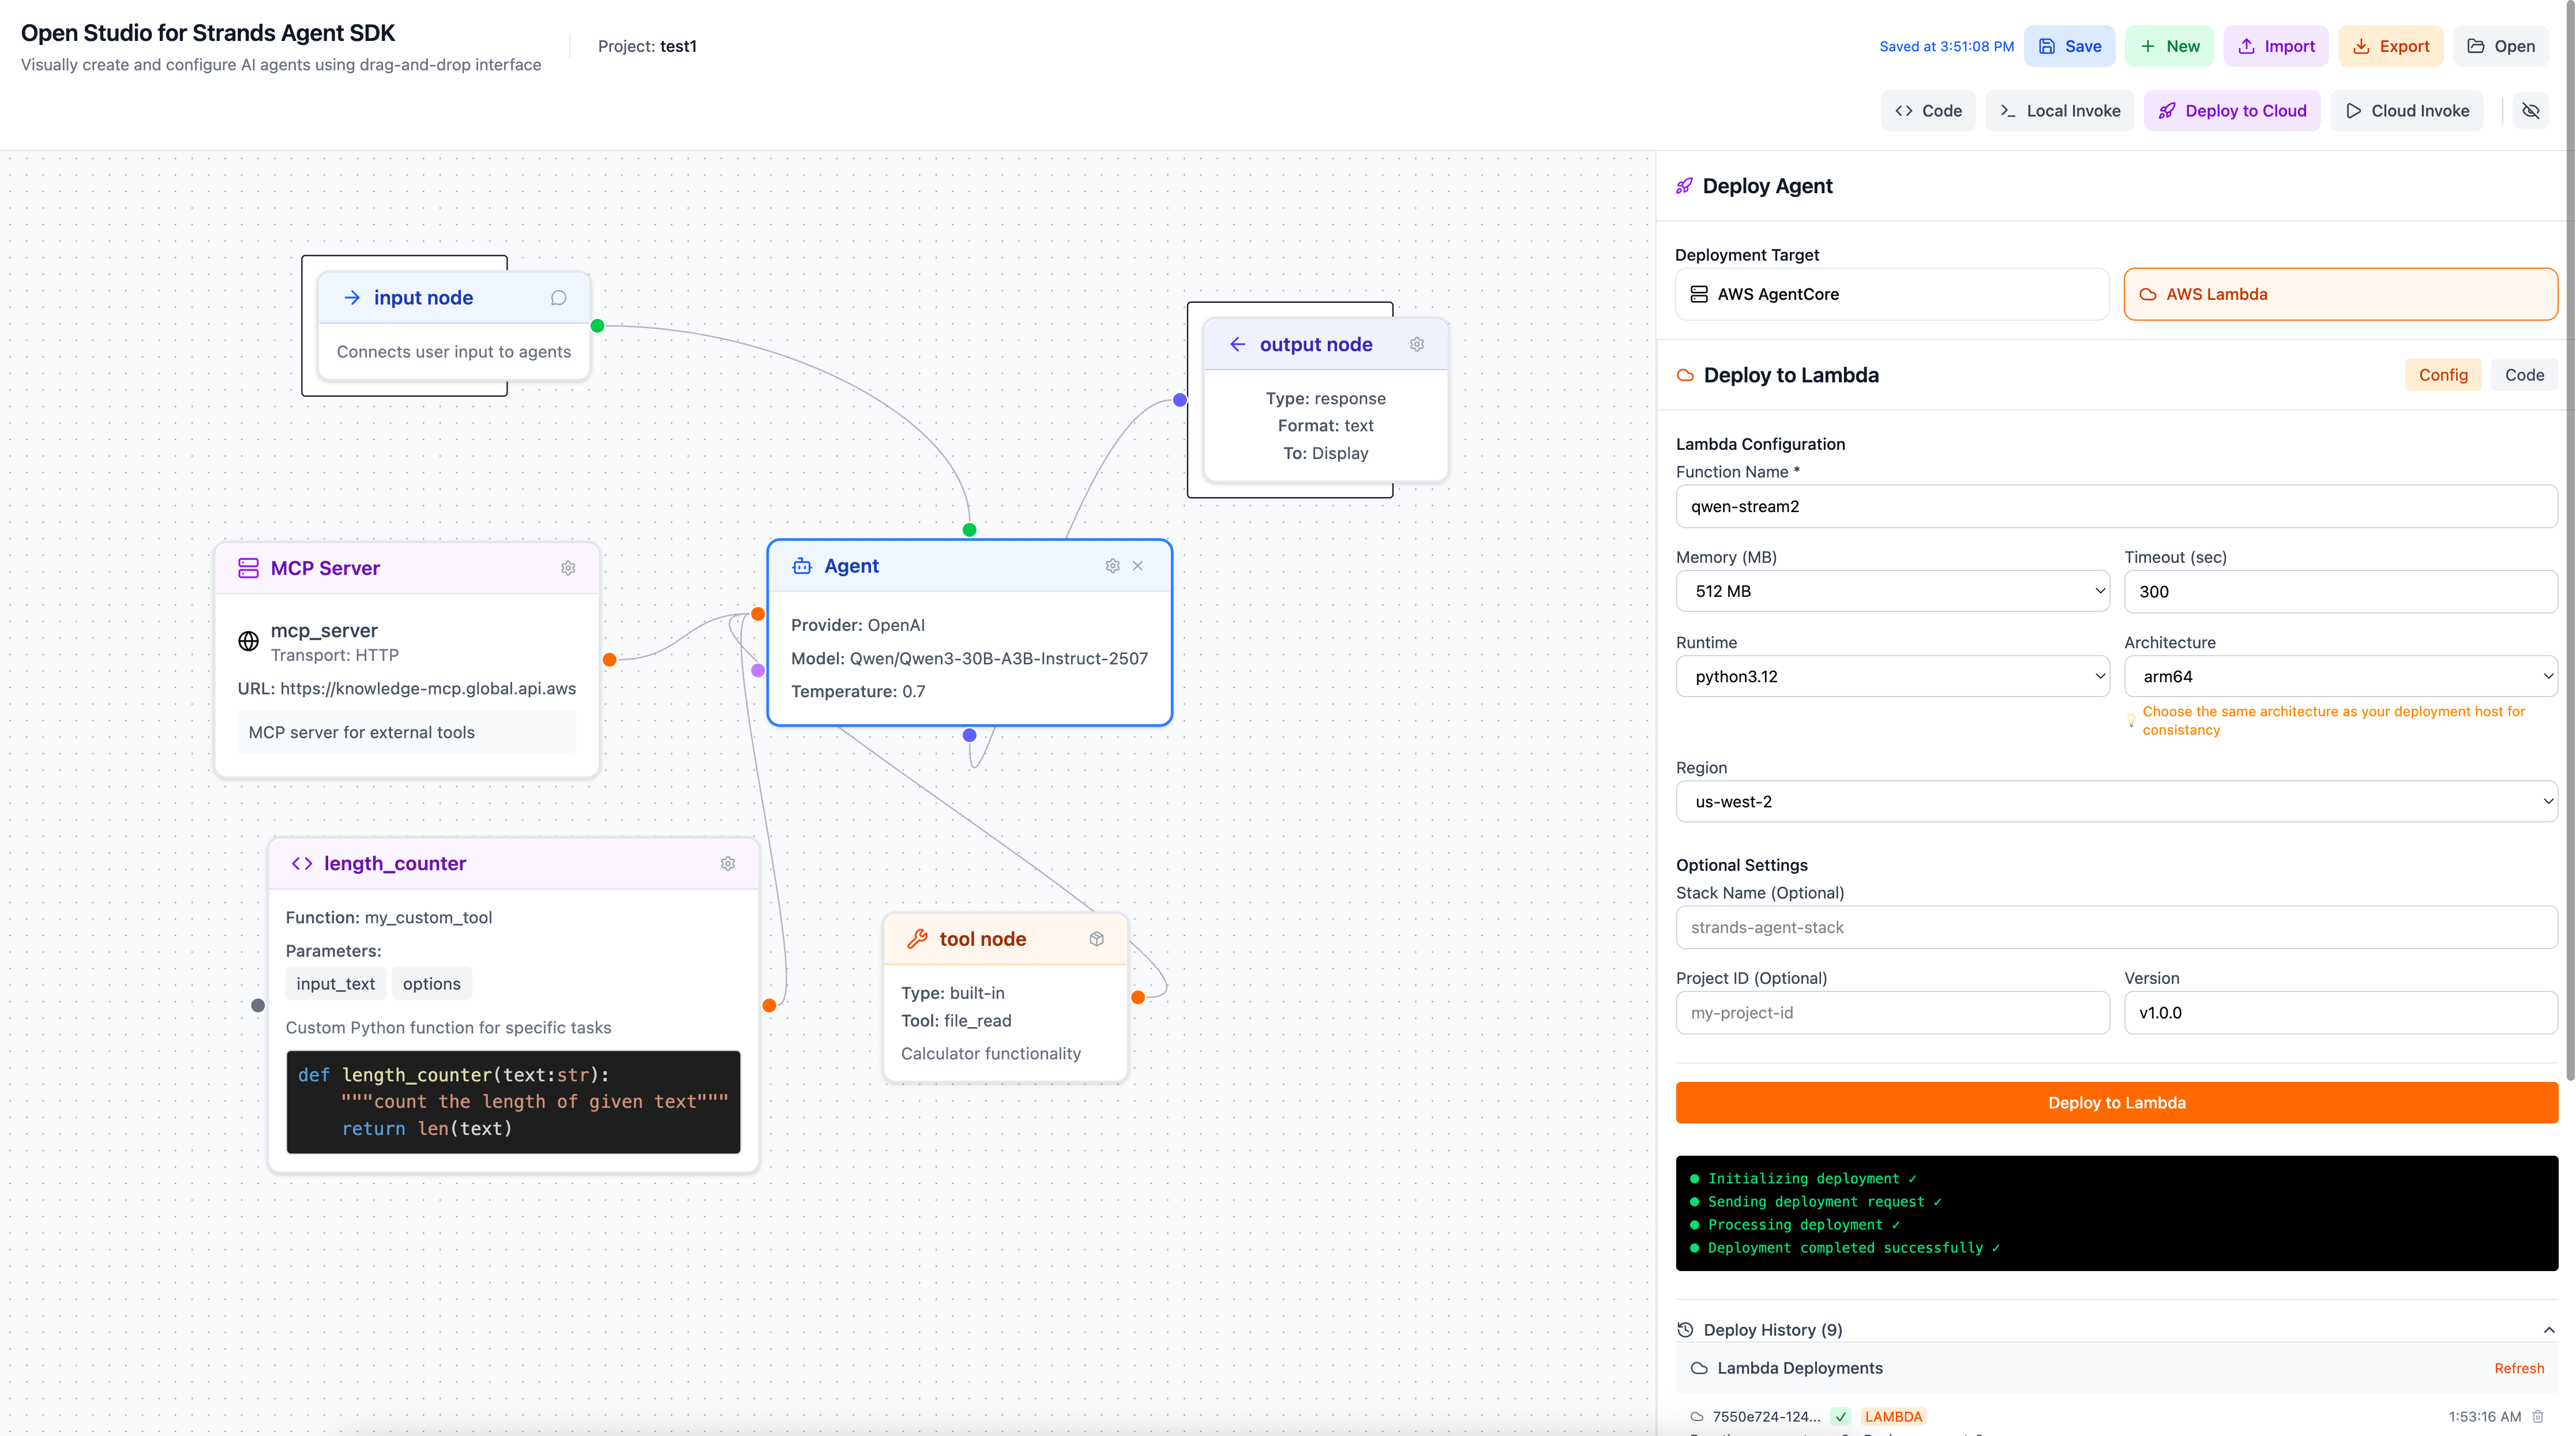 Open Studio for Strands Agent SDK
Visually create and configure AI agents using drag-and-drop interface
Project: test1
Saved at 3:51:08 PM
Save
New
Import
Export
Open
Code
Local Invoke
Deploy to Cloud
Cloud Invoke
input node
Connects user input to agents
output node
Type: response
Format: text
To: Display
MCP Server
mcp_server
Transport: HTTP
URL: https://knowledge-mcp.global.api.aws
MCP server for external tools
Agent
Provider: OpenAI
Model: Qwen/Qwen3-30B-A3B-Instruct-2507
Temperature: 0.7
length_counter
Function: my_custom_tool
Parameters:
input_text
options
Custom Python function for specific tasks
def length_counter(text:str):
"""count the length of given text"""
return len(text)
tool node
Type: built-in
Tool: file_read
Calculator functionality
Deploy Agent
Deployment Target
AWS AgentCore
AWS Lambda
Deploy to Lambda
Config
Code
Lambda Configuration
Function Name *
qwen-stream2
Memory (MB)
Timeout (sec)
512 MB
300
Runtime
Architecture
python3.12
arm64
Choose the same architecture as your deployment host for
consistancy
Region
us-west-2
Optional Settings
Stack Name (Optional)
strands-agent-stack
Project ID (Optional)
Version
my-project-id
v1.0.0
Deploy to Lambda
Initializing deployment ✓
Sending deployment request ✓
Processing deployment ✓
Deployment completed successfully ✓
Deploy History (9)
Lambda Deployments
Refresh
7550e724-124...
LAMBDA
1:53:16 AM